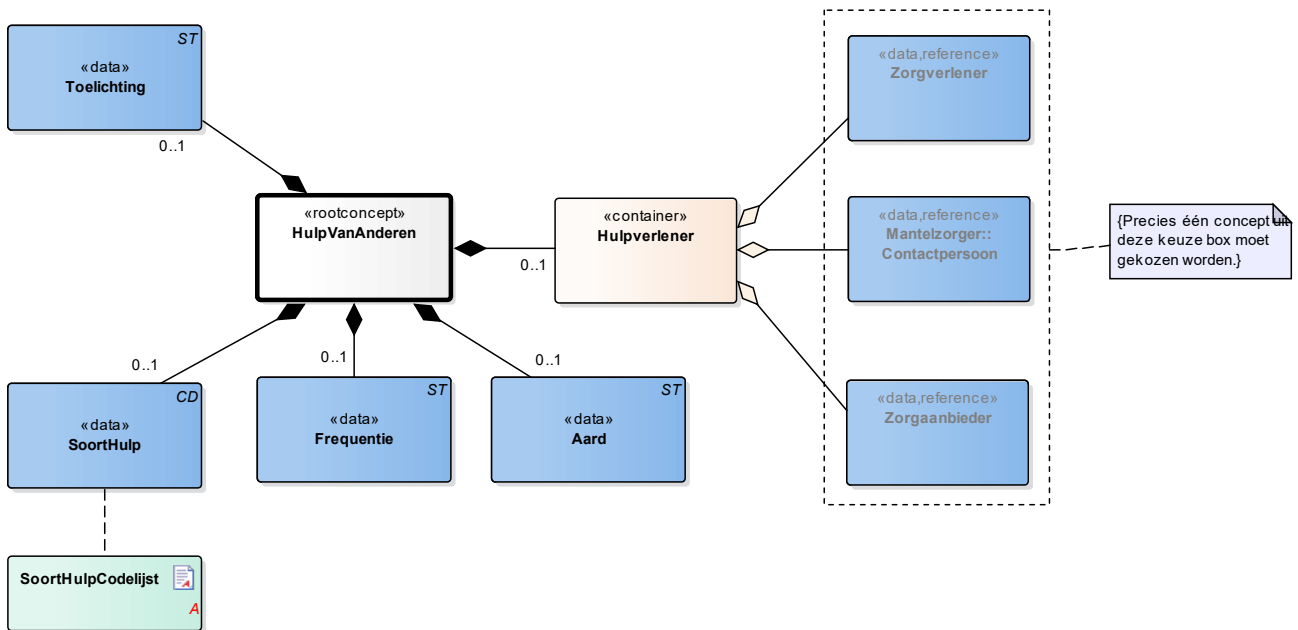 ST
«data»
Toelichting
0..1
«rootconcept»
HulpVanAnderen
«container»
Hulpverlener
0..1
«data,reference»
Zorgverlener
«data,reference»
Mantelzorger::
Contactpersoon
«data,reference»
Zorgaanbieder
{Precies één concept uit
deze keuze box moet
gekozen worden.}
0..1
0..1
0..1
CD
«data»
SoortHulp
ST
«data»
Frequentie
ST
«data»
Aard
SoortHulpCodelijst
A